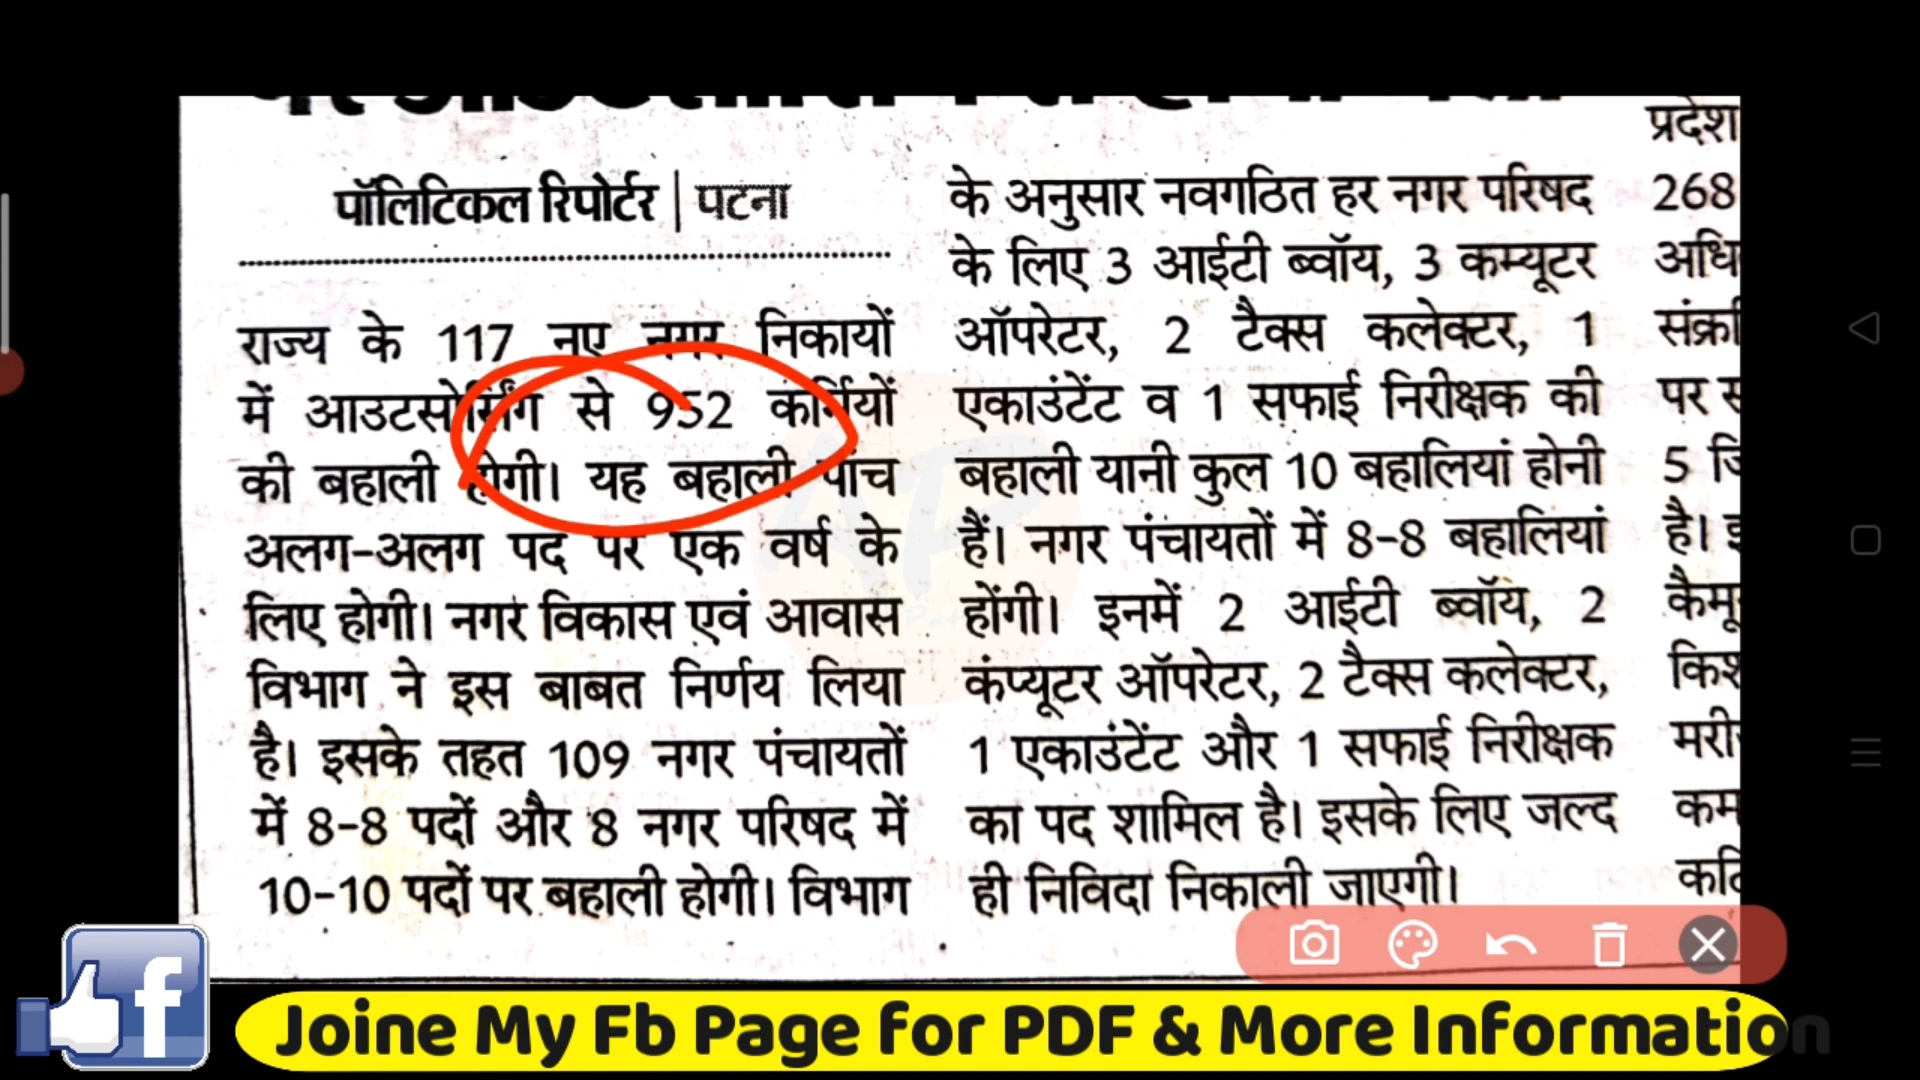 पॉलिटिकल रिपोर्टर | पटना
राज्य के 117 नए नगर निकायों
में आउटसोर्सिंग से 952 कर्मियों
की बहाली होगी। यह बहाली पांच
अलग-अलग पद पर एक वर्ष के
लिए होगी। नगर विकास एवं आवास
विभाग ने इस बाबत निर्णय लिया
है। इसके तहत 109 नगर पंचायतों
में 8-8 पदों और 8 नगर परिषद में
10-10 पदों पर बहाली होगी। विभाग
के अनुसार नवगठित हर नगर परिषद
के लिए 3 आईटी ब्वॉय, 3 कम्यूटर
ऑपरेटर, 2 टैक्स कलेक्टर, 1
एकाउंटेंट व 1 सफाई निरीक्षक की
बहाली यानी कुल 10 बहालियां होनी
हैं। नगर पंचायतों में 8-8 बहालियां
होंगी। इनमें 2 आईटी ब्वॉय, 2
कंप्यूटर ऑपरेटर, 2 टैक्स कलेक्टर,
1 एकाउंटेंट और 1 सफाई निरीक्षक
का पद शामिल है। इसके लिए जल्द
ही निविदा निकाली जाएगी।
प्रदेश
268
पर
5
है।
Joine My Fb Page for PDF & More Information